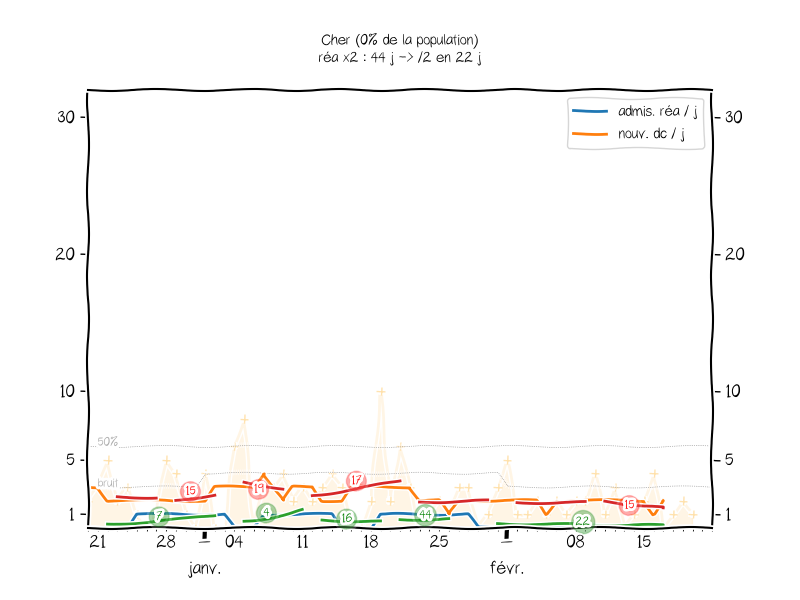 Cher (0% de la population)
réa x2 : 44 j -> /2 en 22 j
admis. réa / j
nouv. dc / j
30 30
20 20
10 10
50%
5 5
bruit
1 1
15 19 17 15
7 4 16 44 22
21 28 1 04 11 18 25 1 08 15
janv. févr.